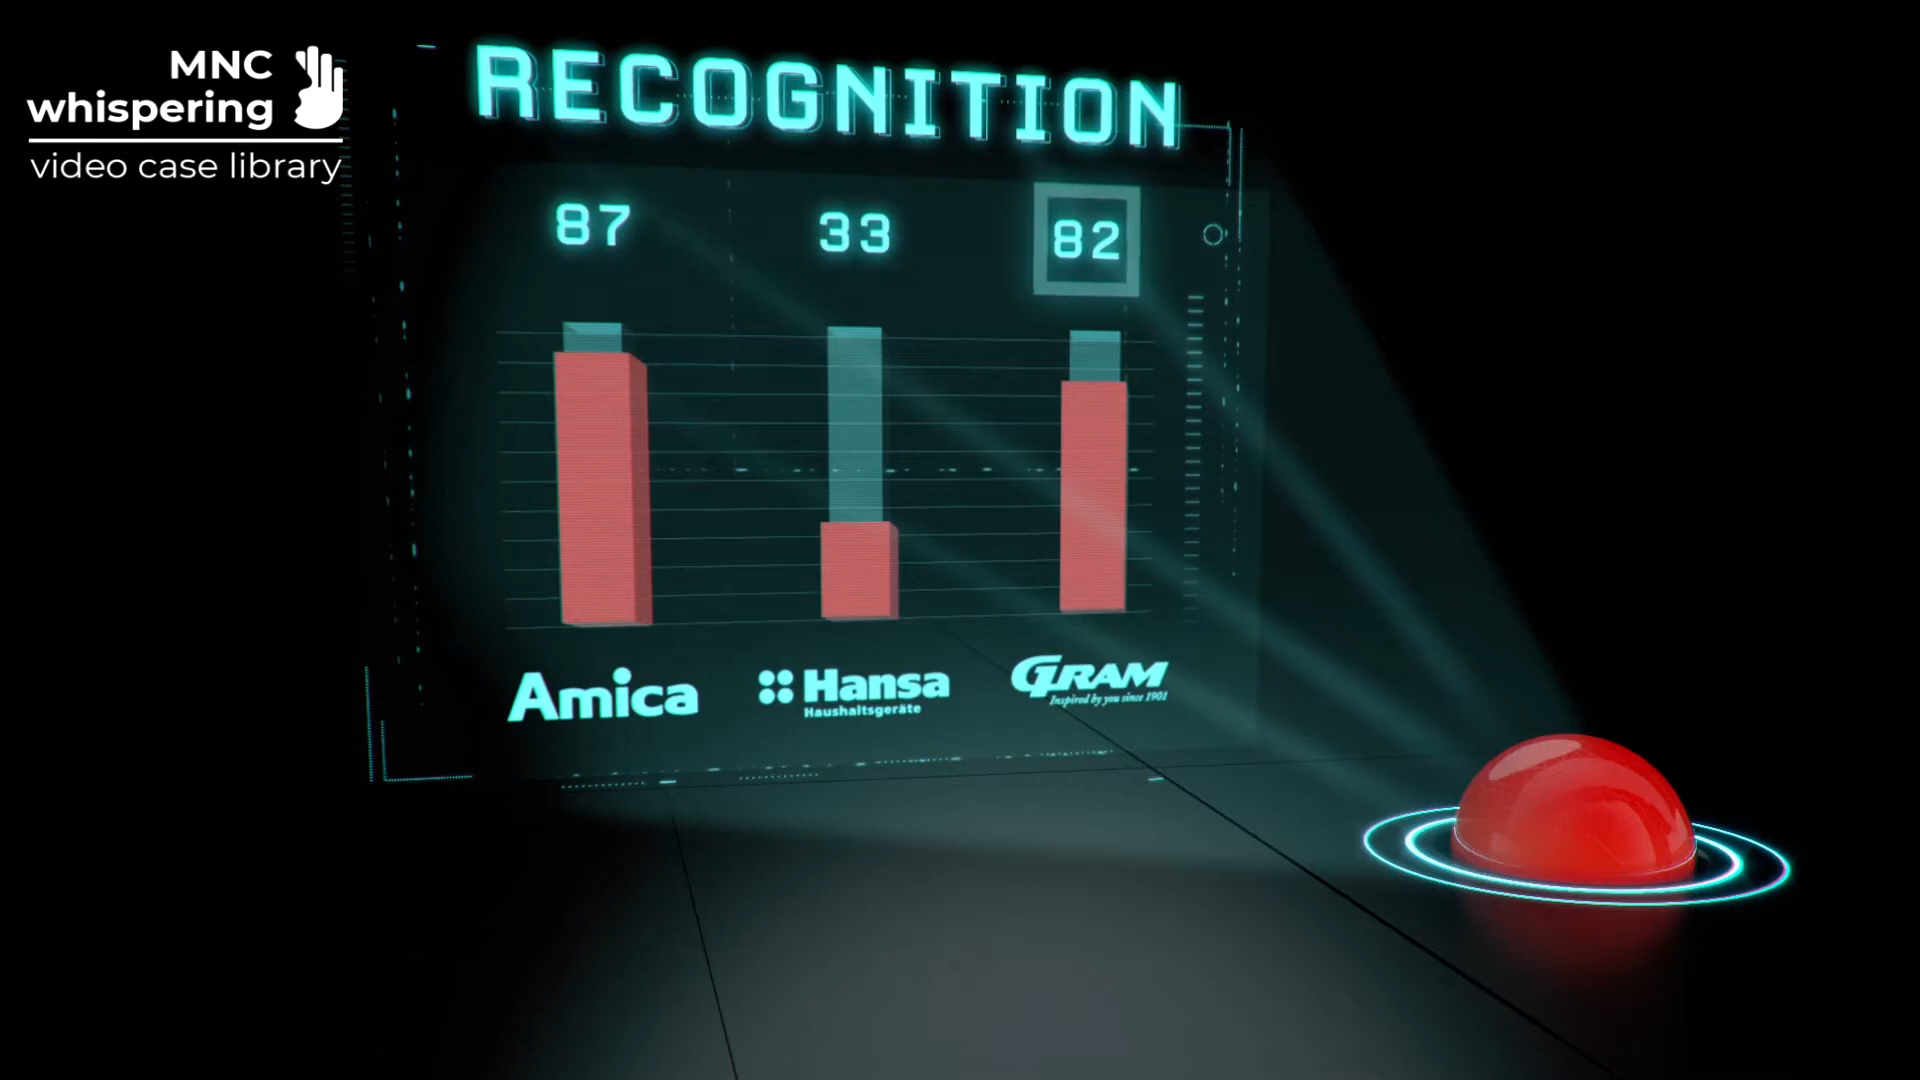 MNC
whispering
video case library
RECOGNITION
87 33 82
Amica
Hansa
Haushaltsgeräte
GRAM
Inspired by you since 1901